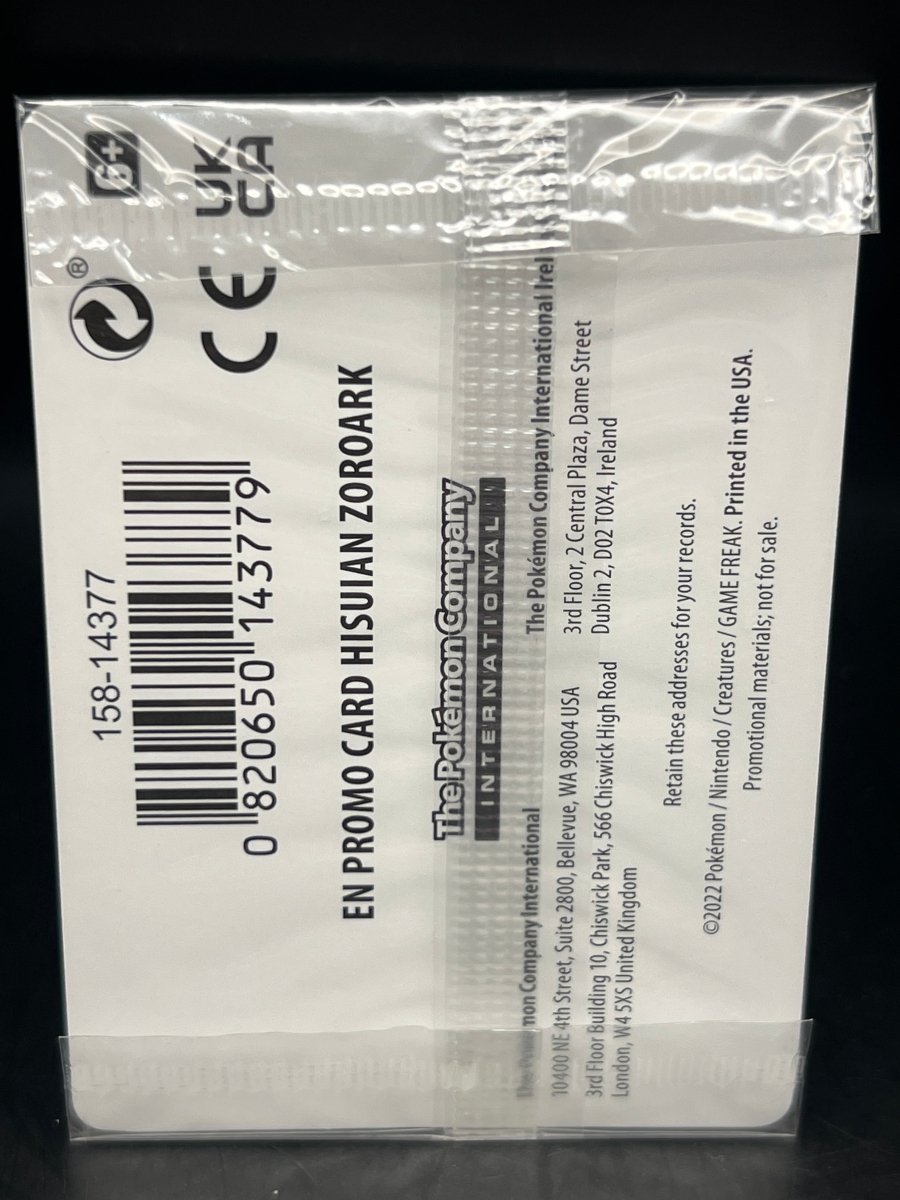 6+
®
CE
UK
CA
158-14377
0 820650 143779
EN PROMO CARD HISUIAN ZOROARK
The Pokémon Company
INTERNATIONAL
Company International
10400 NE 4th Street, Suite 2800, Bellevue, WA 98004 USA
3rd Floor Building 10, Chiswick Park, 566 Chiswick High Road
London, W4 5XS United Kingdom
The Pokémon Company International
3rd Floor, 2 Central Plaza, Dame Street
Dublin 2, D02 T0X4, Ireland
Retain these addresses for your records.
©2022 Pokémon / Nintendo / Creatures / GAME FREAK. Printed in the USA.
Promotional materials; not for sale.